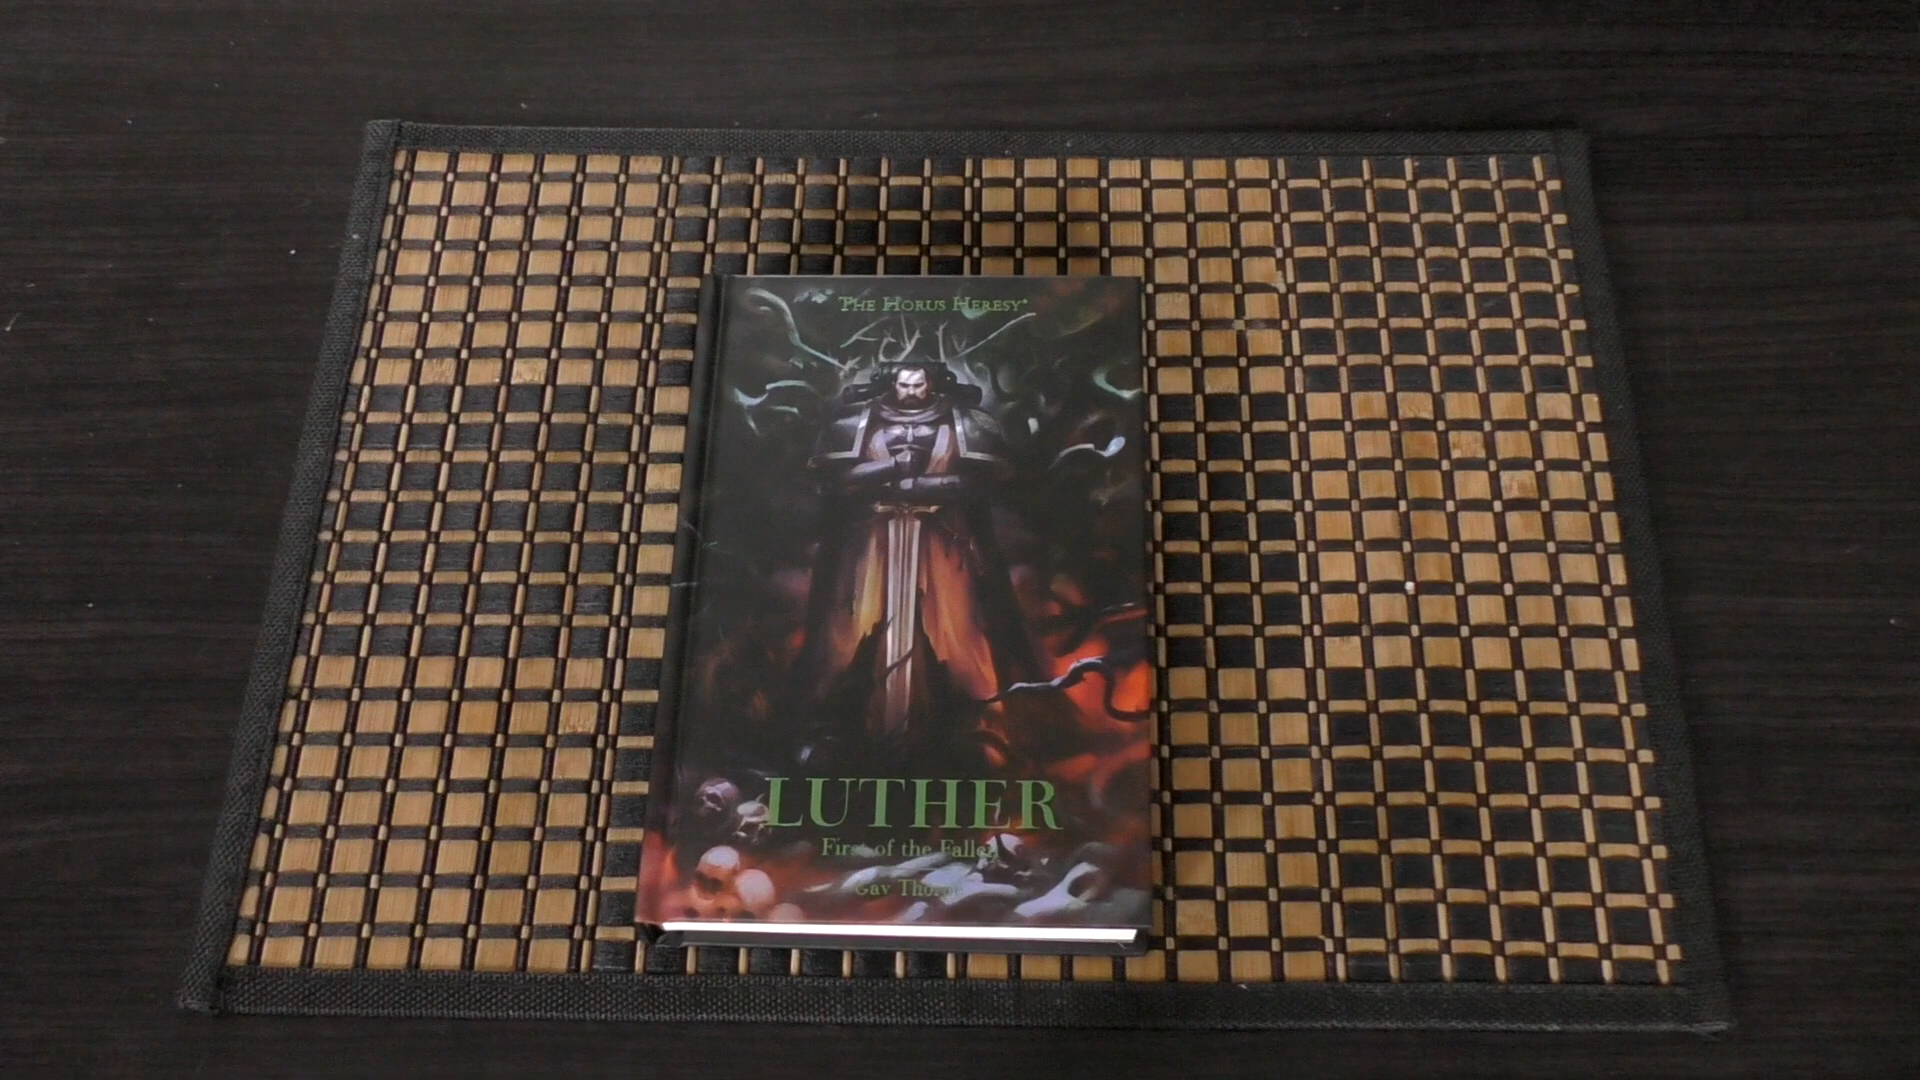 THE HORUS HERESY
LUTHER
First of the Fallen
Gav Thorpe